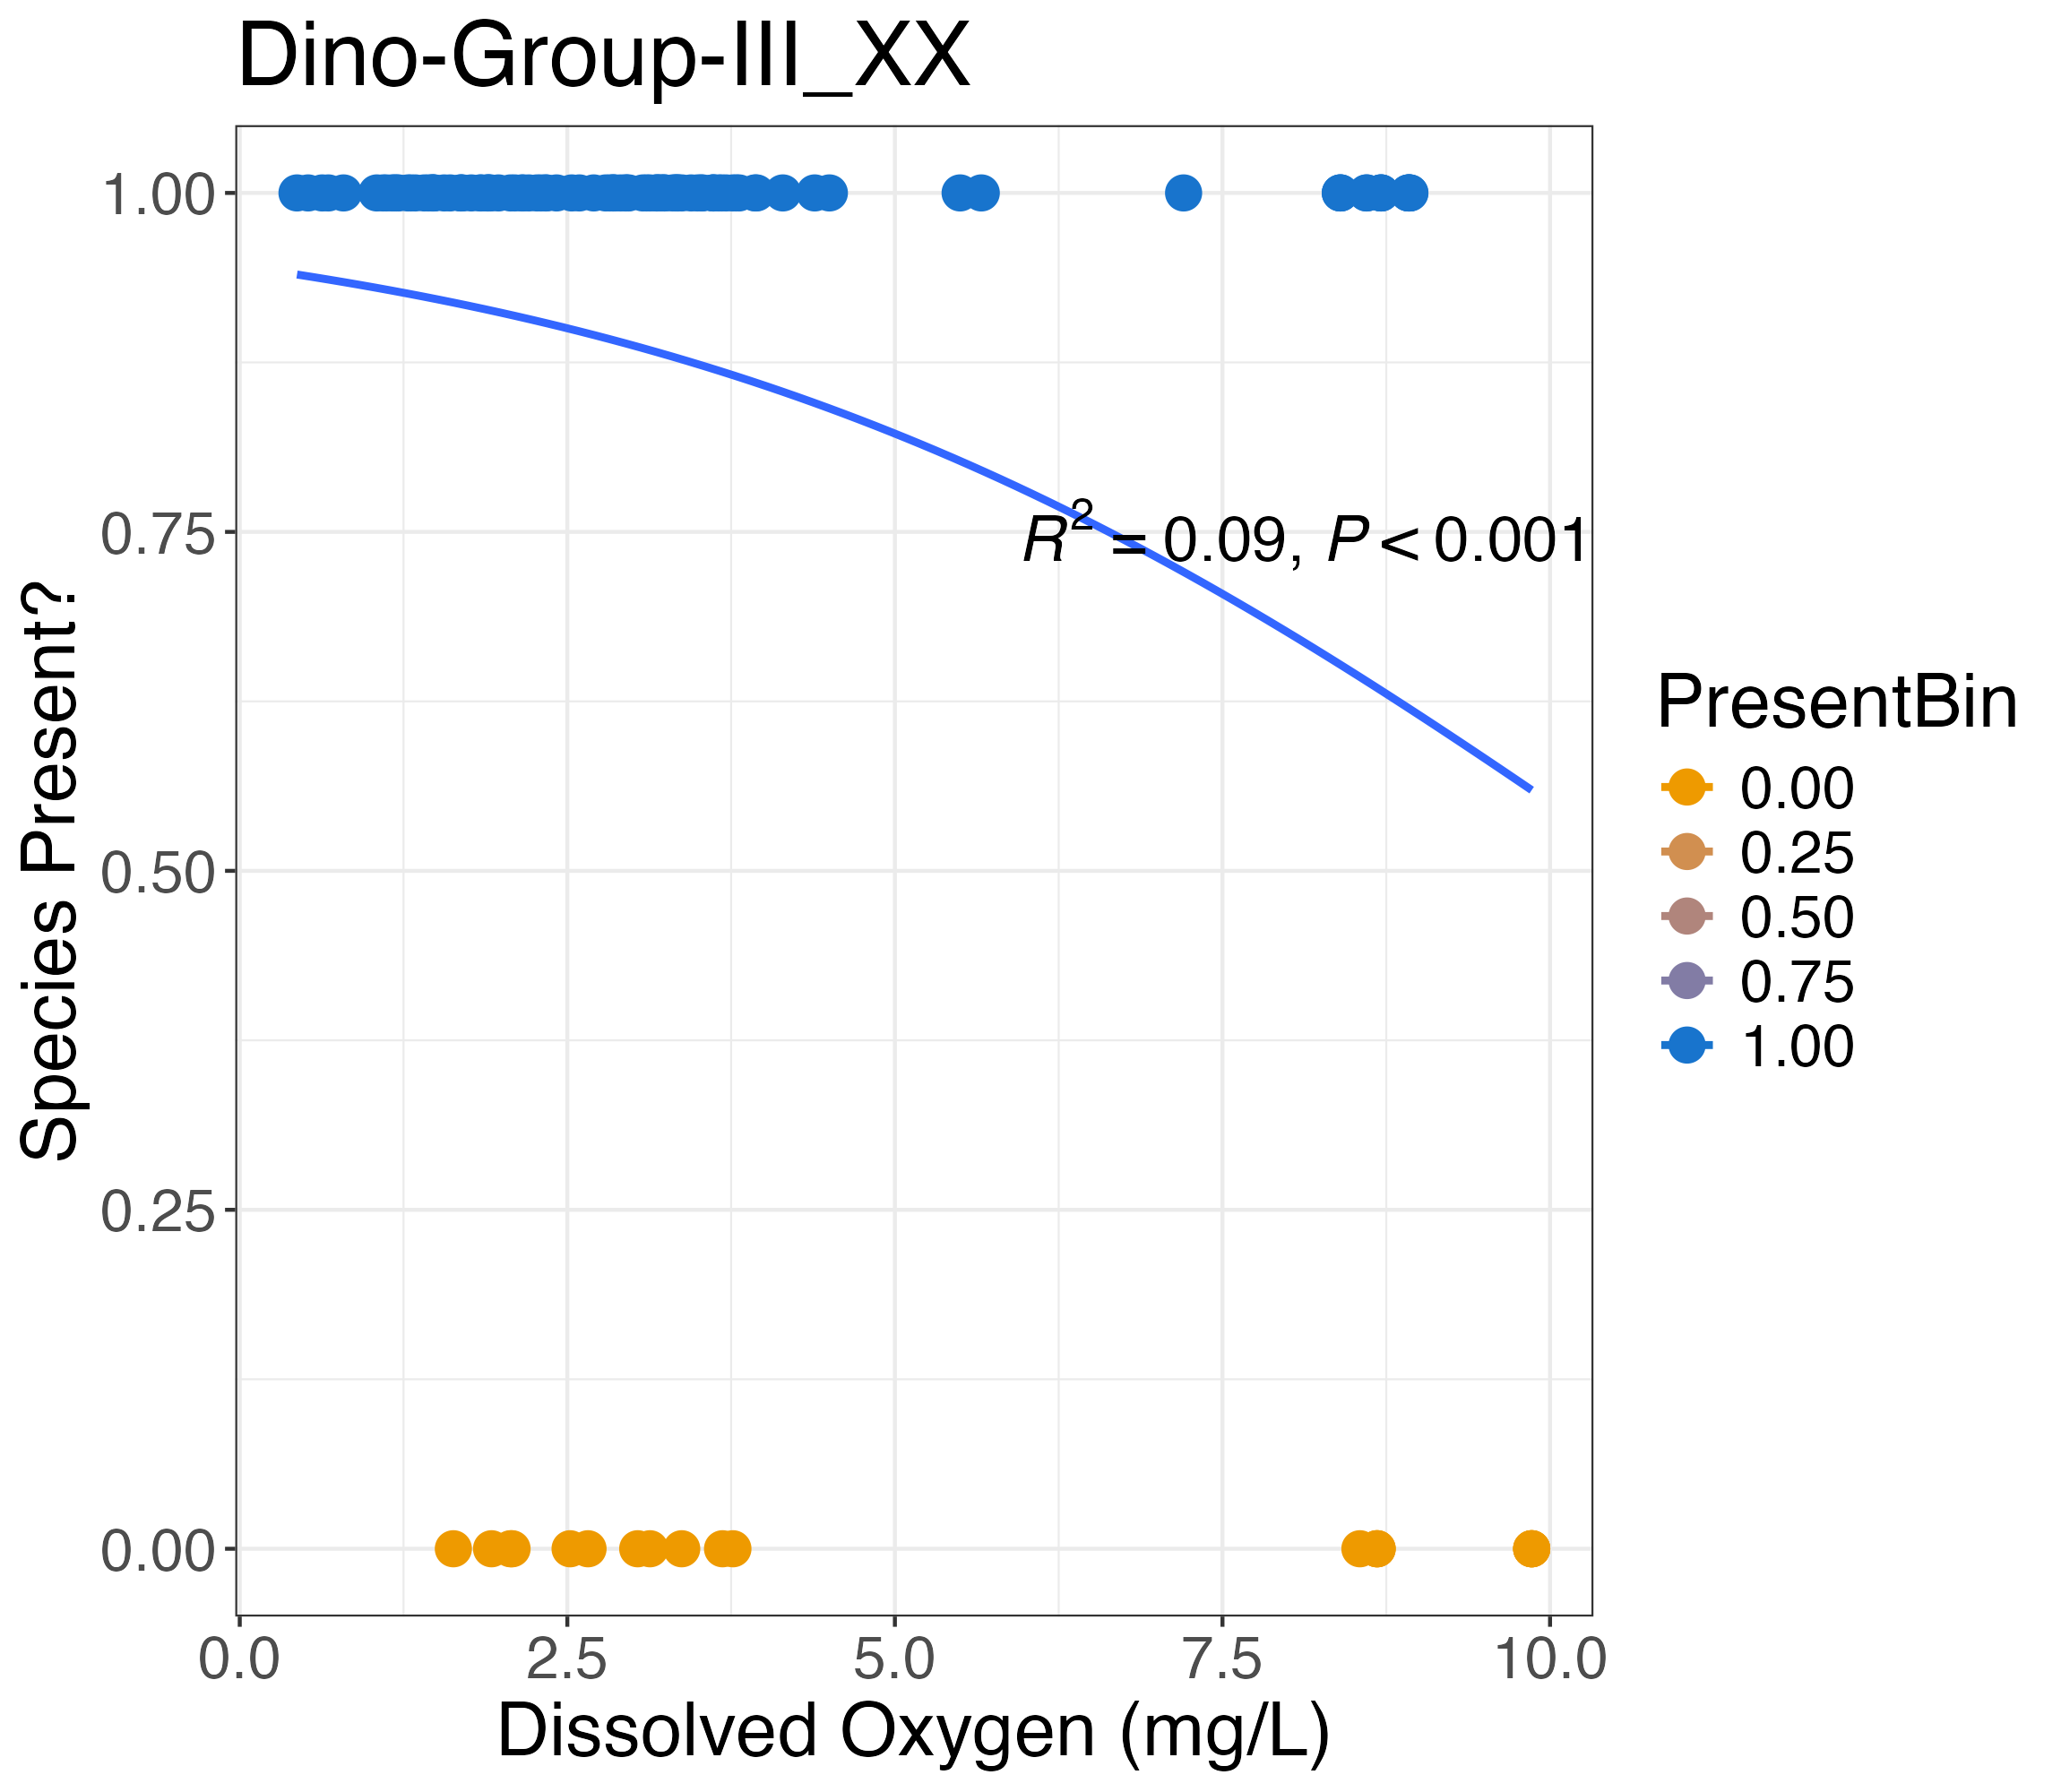 Dino-Group-III_XX
1.00
0.75
0.50
0.25
0.00
Species Present?
R² = 0.09, P < 0.001
0.0 2.5 5.0 7.5 10.0
Dissolved Oxygen (mg/L)
PresentBin
0.00
0.25
0.50
0.75
1.00